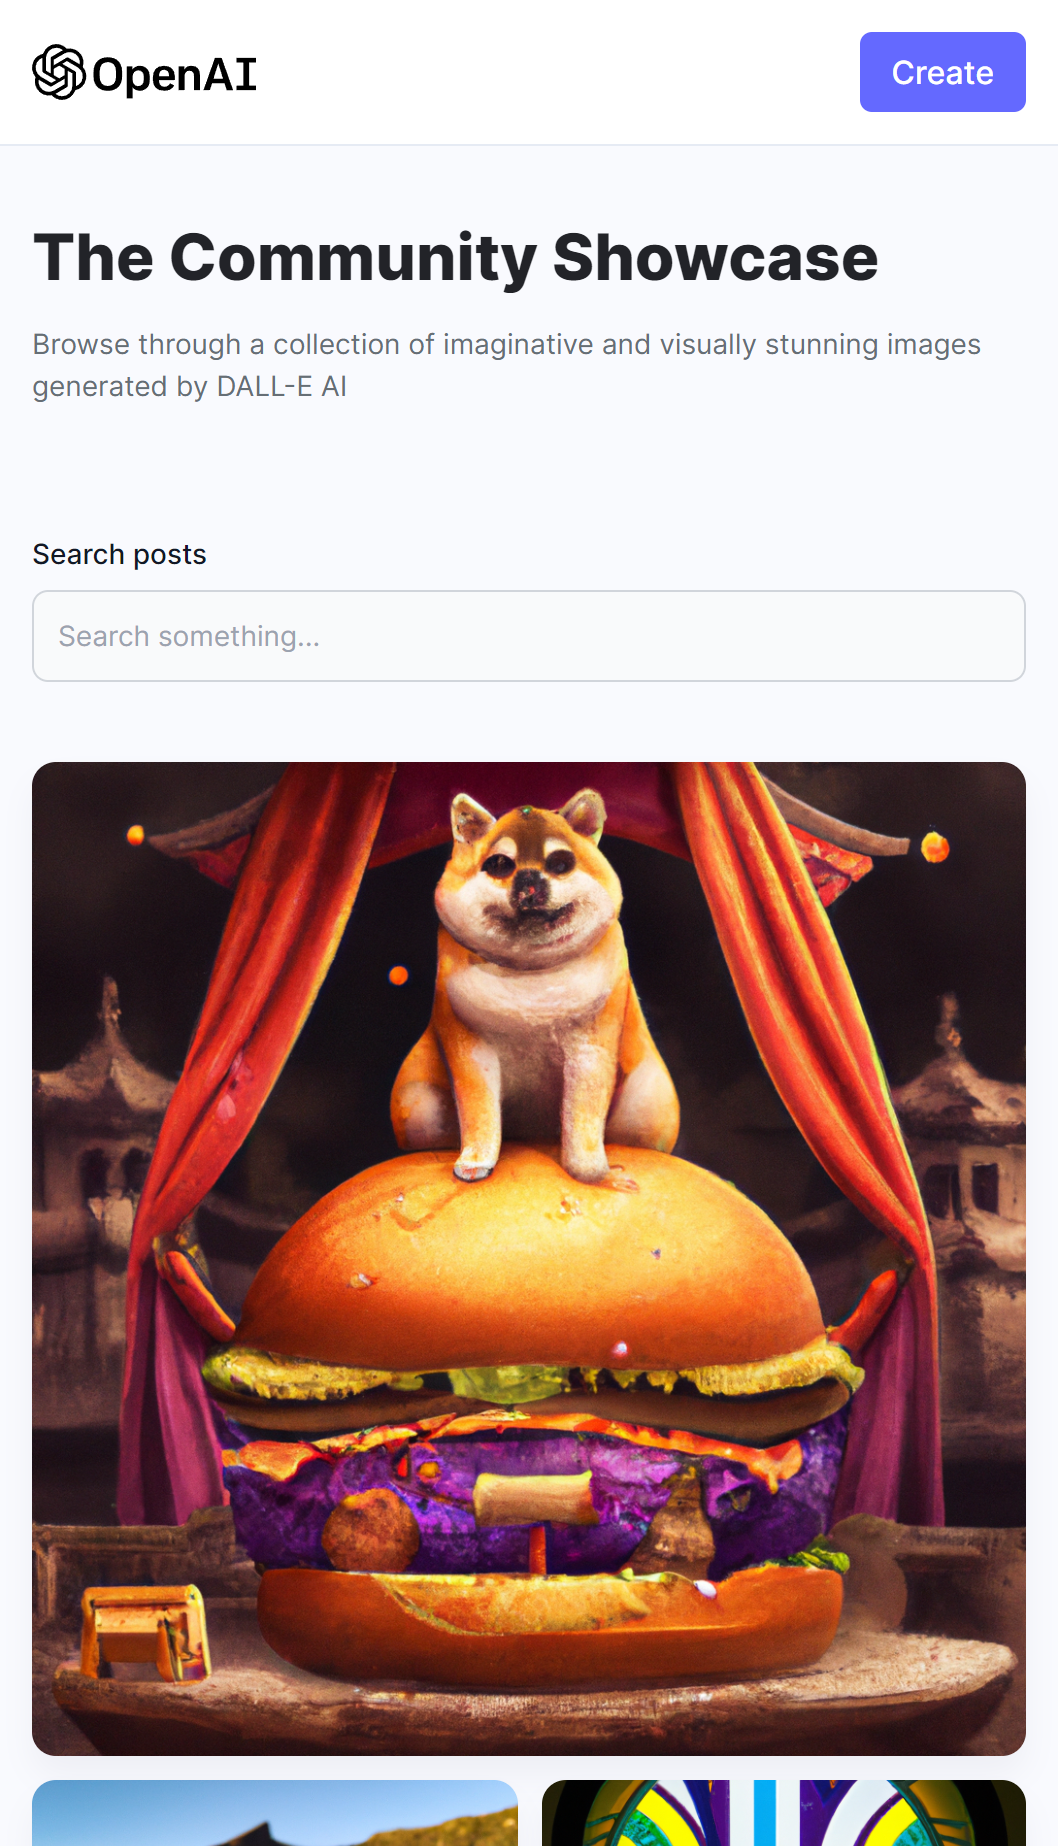 OpenAI
Create
The Community Showcase
Browse through a collection of imaginative and visually stunning images
generated by DALL-E AI
Search posts
Search something...